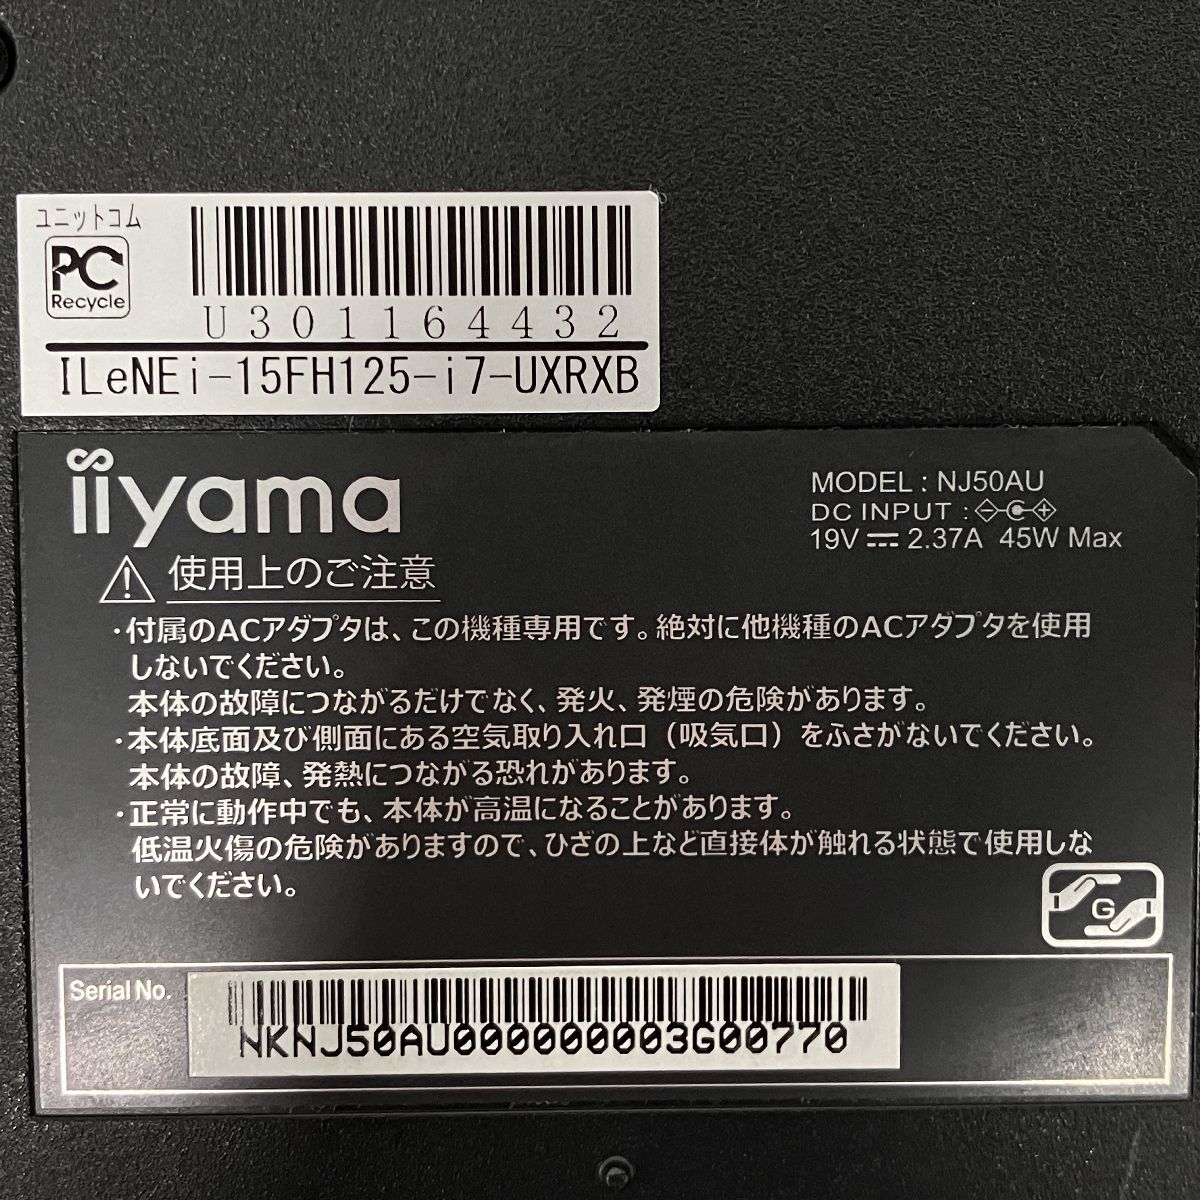 ユニットコム
PC
Recycle
U301164432
ILeNEi-15FH125-i7-UXRXB
iiyama
MODEL : NJ50AU
DC INPUT :
19V 2.37A 45W Max
使用上のご注意
・付属のACアダプタは、この機種専用です。絶対に他機種のACアダプタを使用
しないでください。
本体の故障につながるだけでなく、発火、発煙の危険があります。
・本体底面及び側面にある空気取り入れ口（吸気口）をふさがないでください。
本体の故障、発熱につながる恐れがあります。
・正常に動作中でも、本体が高温になることがあります。
低温火傷の危険がありますので、ひざの上など直接体が触れる状態で使用しな
いでください。
G
Serial No.
NKNJ50AU000000003G00770